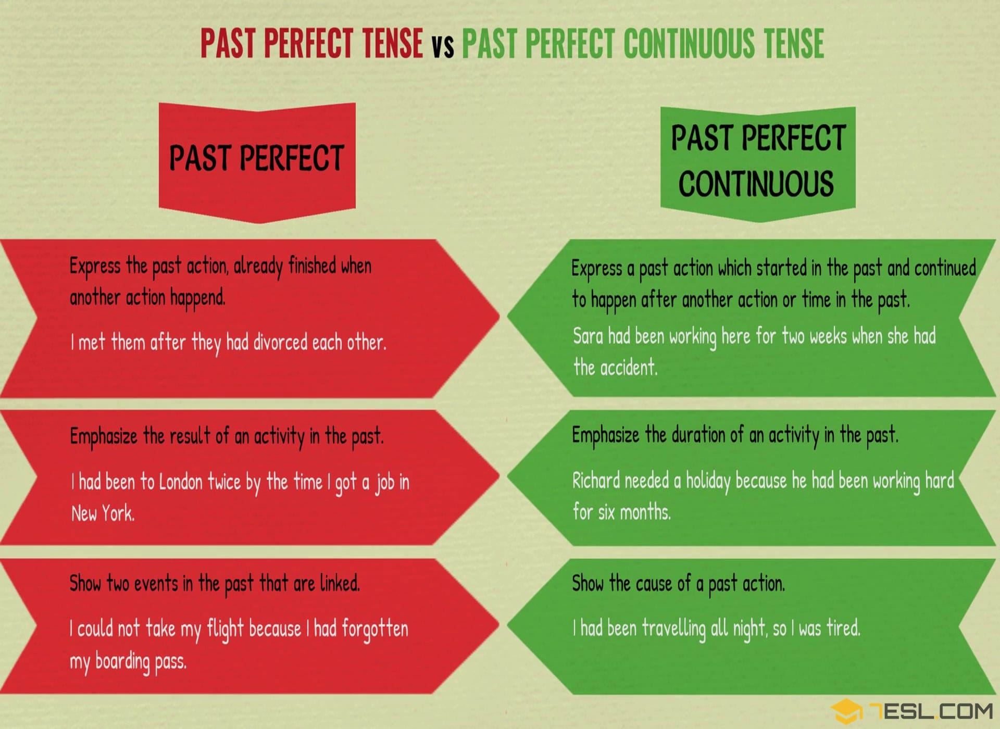 PAST PERFECT TENSE vs PAST PERFECT CONTINUOUS TENSE
PAST PERFECT
Express the past action, already finished when
another action happend.
I met them after they had divorced each other.
Emphasize the result of an activity in the past.
I had been to London twice by the time I got a job in
New York.
Show two events in the past that are linked.
I could not take my flight because I had forgotten
my boarding pass.
PAST PERFECT
CONTINUOUS
Express a past action which started in the past and continued
to happen after another action or time in the past.
Sara had been working here for two weeks when she had
the accident.
Emphasize the duration of an activity in the past.
Richard needed a holiday because he had been working hard
for six months.
Show the cause of a past action.
I had been travelling all night, so I was tired.
7ESL.COM